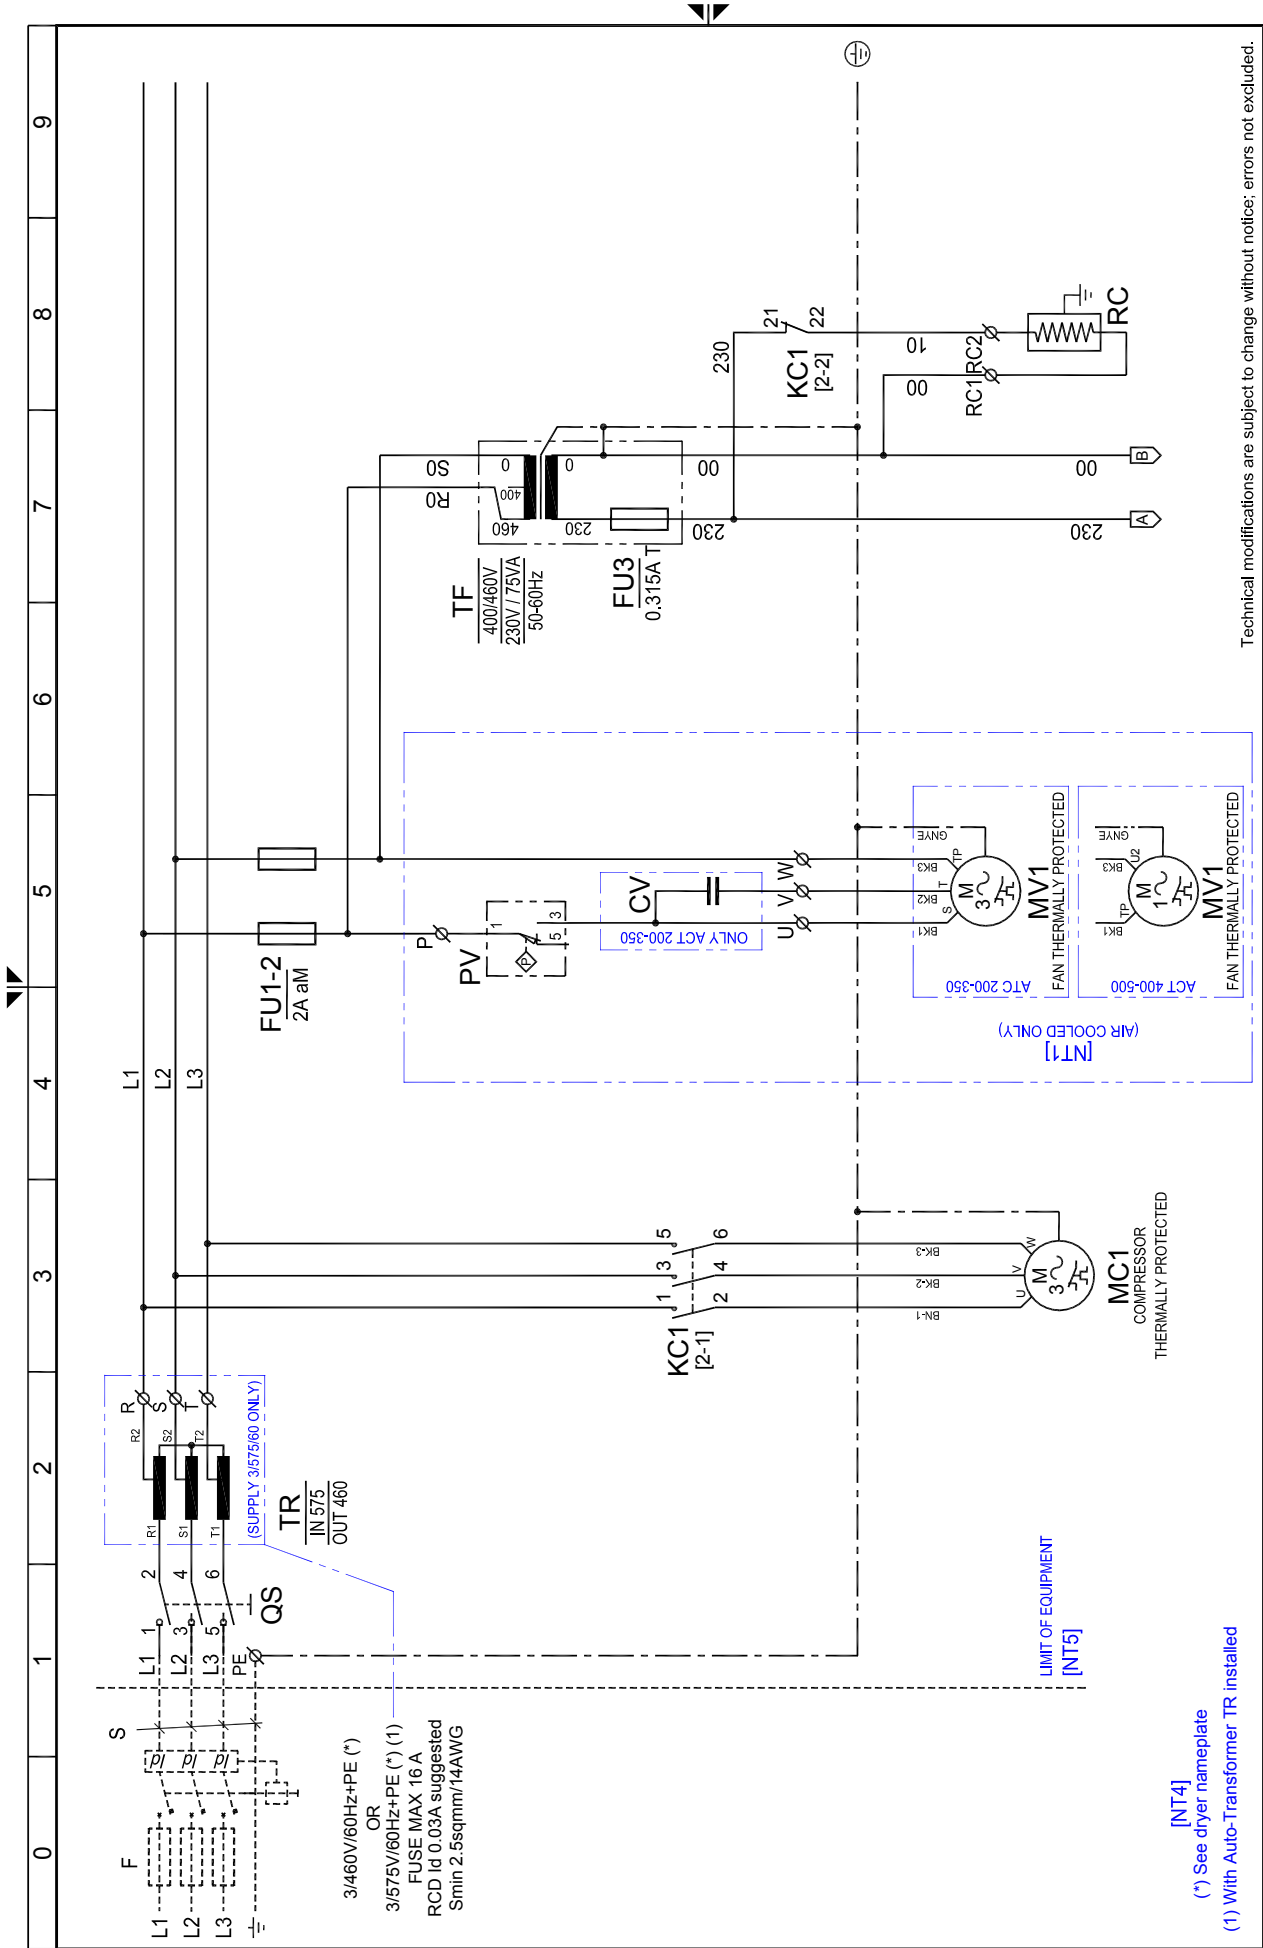 0 1 2 3 4 5 6 7 8 9
F
L1
L2
L3
S
Id
Id
Id
L1 1 2
L2 3 4
L3 5 6
PE
QS
3/460V/60Hz+PE (*)
OR
3/575V/60Hz+PE (*) (1)
FUSE MAX 16 A
RCD Id 0.03A suggested
Smin 2.5sqmm/14AWG
R1 R2 R
S1 S2 S
T1 T2 T
(SUPPLY 3/575/60 ONLY)
TR
IN 575
OUT 460
LIMIT OF EQUIPMENT
[NT5]
[NT4]
(*) See dryer nameplate
(1) With Auto-Transformer TR installed
L1
L2
L3
KC1
[2-1]
1 3 5
2 4 6
BN-1
BK-2
BK-3
U V W
M
3
MC1
COMPRESSOR
THERMALLY PROTECTED
FU1-2
2A aM
P
PV
P
1
5 3
CV
ONLY ACT 200-350
U V W
BK1 BK2 BK3 GNYE
S T TP
M
3
MV1
FAN THERMALLY PROTECTED
ATC 200-350
BK1 BK3 GNYE
TP U2
M
1
MV1
FAN THERMALLY PROTECTED
ACT 400-500
(AIR COOLED ONLY)
[NT1]
R0 S0
460 400 0
230 0
TF
400/460V
230V / 75VA
50-60Hz
FU3
0.315A T
230 00
230
KC1
[2-2]
21
22
00 10
RC1 RC2
RC
230 00
A B
Technical modifications are subject to change without notice; errors not excluded.